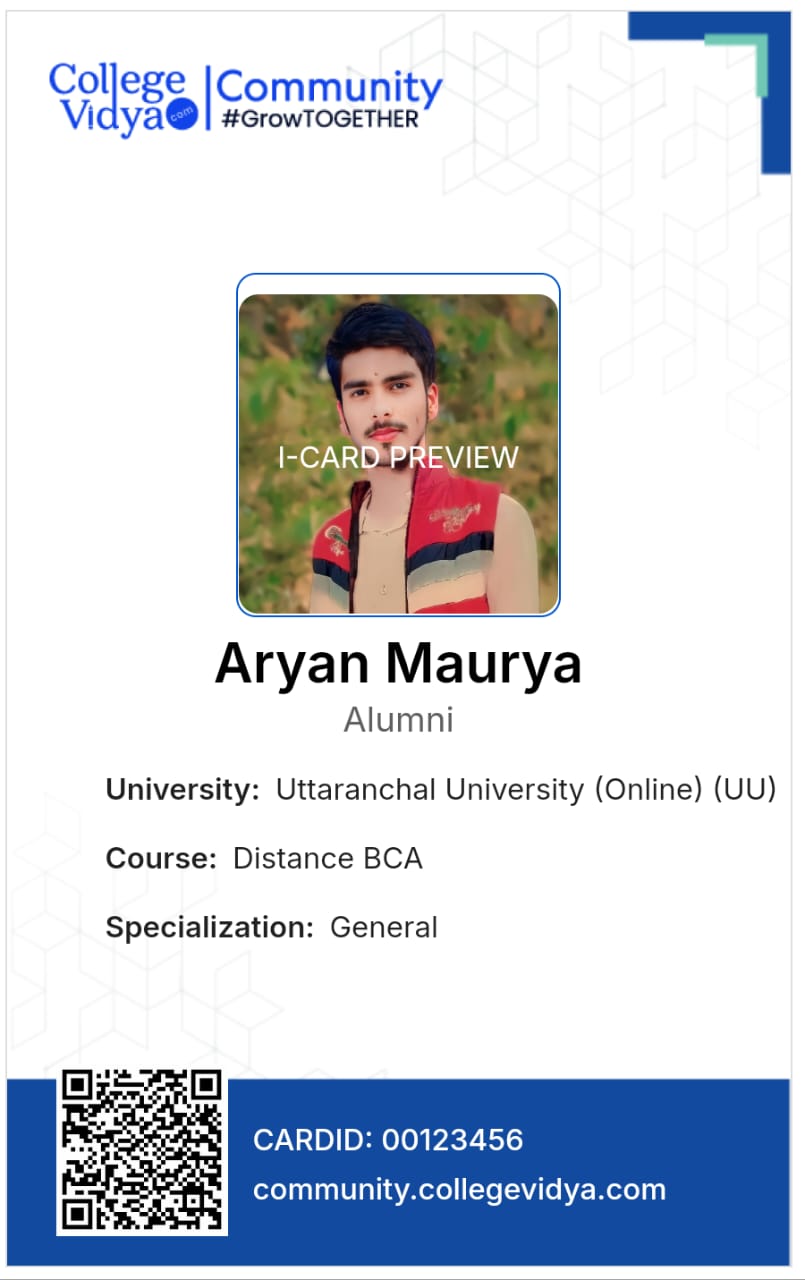 College
Vidya com
Community
#GrowTOGETHER
I-CARD PREVIEW
Aryan Maurya
Alumni
University: Uttaranchal University (Online) (UU)
Course: Distance BCA
Specialization: General
CARDID: 00123456
community.collegevidya.com